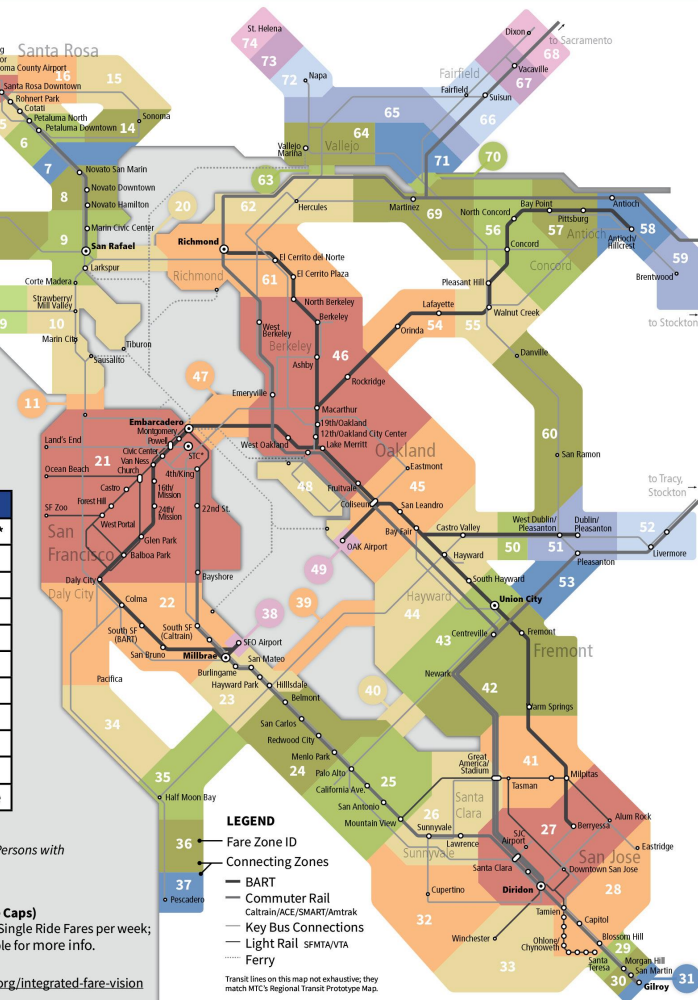 St. Helena
74
73
72
Napa
Dixon
to Sacramento
68
Vacaville
67
Fairfield
Fairfield
Suisun
66
65
64
71
Vallejo
Marina
Vallejo
70
63
Santa Rosa
oma County Airport
16
15
Santa Rosa Downtown
Rohnert Park
Cotati
Petaluma North
Petaluma Downtown
14
Sonoma
6
7
Novato San Marin
8
Novato Downtown
Novato Hamilton
9
Marin Civic Center
San Rafael
Larkspur
Corte Madera
Strawberry/
Mill Valley
10
Marin City
Tiburon
Sausalito
11
20
62
Hercules
Martinez
69
North Concord
56
Bay Point
57
Pittsburg
Antioch
Antioch
58
Antioch/
Hillcrest
59
Brentwood
to Stockton
Concord
Concord
Pleasant Hill
Walnut Creek
Lafayette
54
55
Orinda
Danville
Richmond
Richmond
61
El Cerrito del Norte
El Cerrito Plaza
North Berkeley
West
Berkeley
Berkeley
Berkeley
46
Ashby
Rockridge
Emeryville
Macarthur
19th/Oakland
12th/Oakland City Center
Lake Merritt
West Oakland
Oakland
47
48
Fruitvale
Eastmont
45
Coliseum
San Leandro
OAK Airport
49
Bay Fair
Castro Valley
60
San Ramon
to Tracy,
Stockton
West Dublin/
Pleasanton
Dublin/
Pleasanton
50
51
52
Livermore
Pleasanton
53
Hayward
South Hayward
Hayward
44
Union City
43
Centreville
Fremont
Fremont
Newark
42
Warm Springs
41
Milpitas
Great
America/
Stadium
Tasman
Embarcadero
Montgomery
Powell
Civic Center
Van Ness
Church
STC*
Land's End
21
Ocean Beach
Castro
Forest Hill
SF Zoo
West Portal
16th/
Mission
24th/
Mission
4th/King
22nd St.
San
Francisco
Glen Park
Balboa Park
Bayshore
Daly City
Daly City
Colma
22
South SF
(BART)
South SF
(Caltrain)
San Bruno
Millbrae
SFO Airport
38
39
40
San Mateo
Burlingame
Hayward Park
Hilllsdale
23
Belmont
Pacifica
34
San Carlos
Redwood City
24
Menlo Park
Palo Alto
25
California Ave.
San Antonio
Mountain View
35
Half Moon Bay
36
37
Pescadero
26
Santa
Clara
Sunnyvale
Sunnyvale
Lawrence
Cupertino
32
27
SJC
Airport
Santa Clara
Diridon
Berryessa
Alum Rock
Eastridge
San Jose
Downtown San Jose
28
Tamien
Capitol
Winchester
Ohlone/
Chynoweth
Blossom Hill
29
Santa
Teresa
Morgan Hill
San Martin
30
Gilroy
31
33
LEGEND
Fare Zone ID
Connecting Zones
BART
Commuter Rail
Caltrain/ACE/SMART/Amtrak
Key Bus Connections
Light Rail SFMTA/VTA
Ferry
Transit lines on this map not exhaustive; they
match MTC's Regional Transit Prototype Map.
Persons with
Caps)
Single Ride Fares per week;
le for more info.
org/integrated-fare-vision